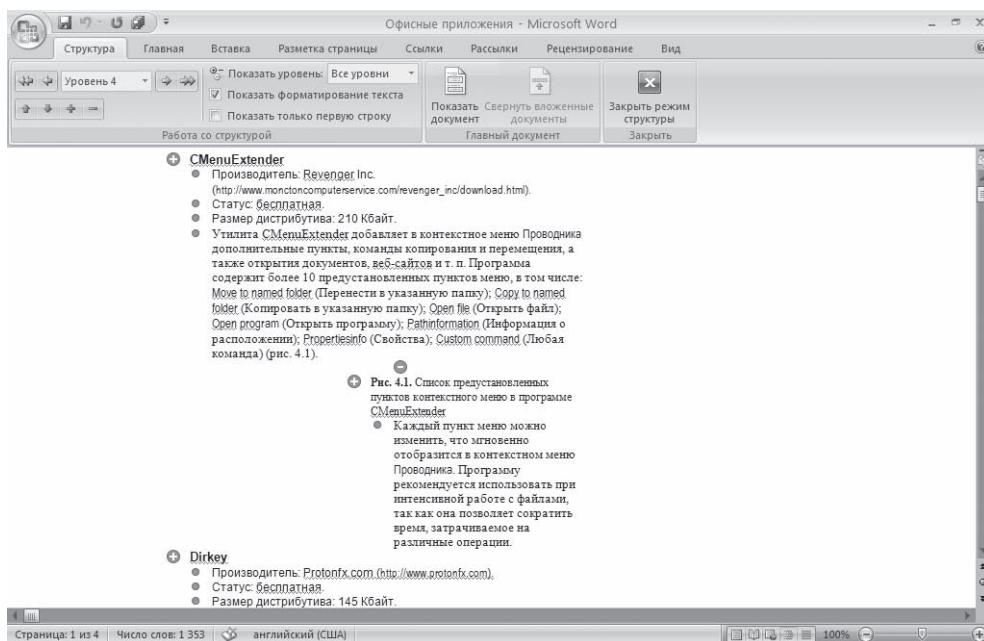 Офисные приложения - Microsoft Word
Структура Главная Вставка Разметка страницы Ссылки Рассылки Рецензирование Вид
Уровень 4
Показать уровень: Все уровни
Показать форматирование текста
Показать только первую строку
Работа со структурой
Показать документ
Свернуть вложенные документы
Главный документ
Закрыть режим структуры
Закрыть
CMenuExtender
Производитель: Revenger Inc.
(http://www.monctoncomputerservice.com/revenger_inc/download.html).
Статус: бесплатная.
Размер дистрибутива: 210 Кбайт.
Утилита CMenuExtender добавляет в контекстное меню Проводника
дополнительные пункты, команды копирования и перемещения, а
также открытия документов, веб-сайтов и т. п. Программа
содержит более 10 предустановленных пунктов меню, в том числе:
Move to named folder (Перенести в указанную папку); Copy to named
folder (Копировать в указанную папку); Open file (Открыть файл);
Open program (Открыть программу); Pathinformation (Информация о
расположении); Propertiesinfo (Свойства); Custom command (Любая
команда) (рис. 4.1).
Рис. 4.1. Список предустановленных
пунктов контекстного меню в программе
CMenuExtender
Каждый пункт меню можно
изменить, что мгновенно
отобразится в контекстном меню
Проводника. Программу
рекомендуется использовать при
интенсивной работе с файлами,
так как она позволяет сократить
время, затрачиваемое на
различные операции.
Dirkey
Производитель: Protonfx.com (http://www.protonfx.com).
Статус: бесплатная.
Размер дистрибутива: 145 Кбайт.
Страница: 1 из 4 Число слов: 1 353 английский (США) 100%